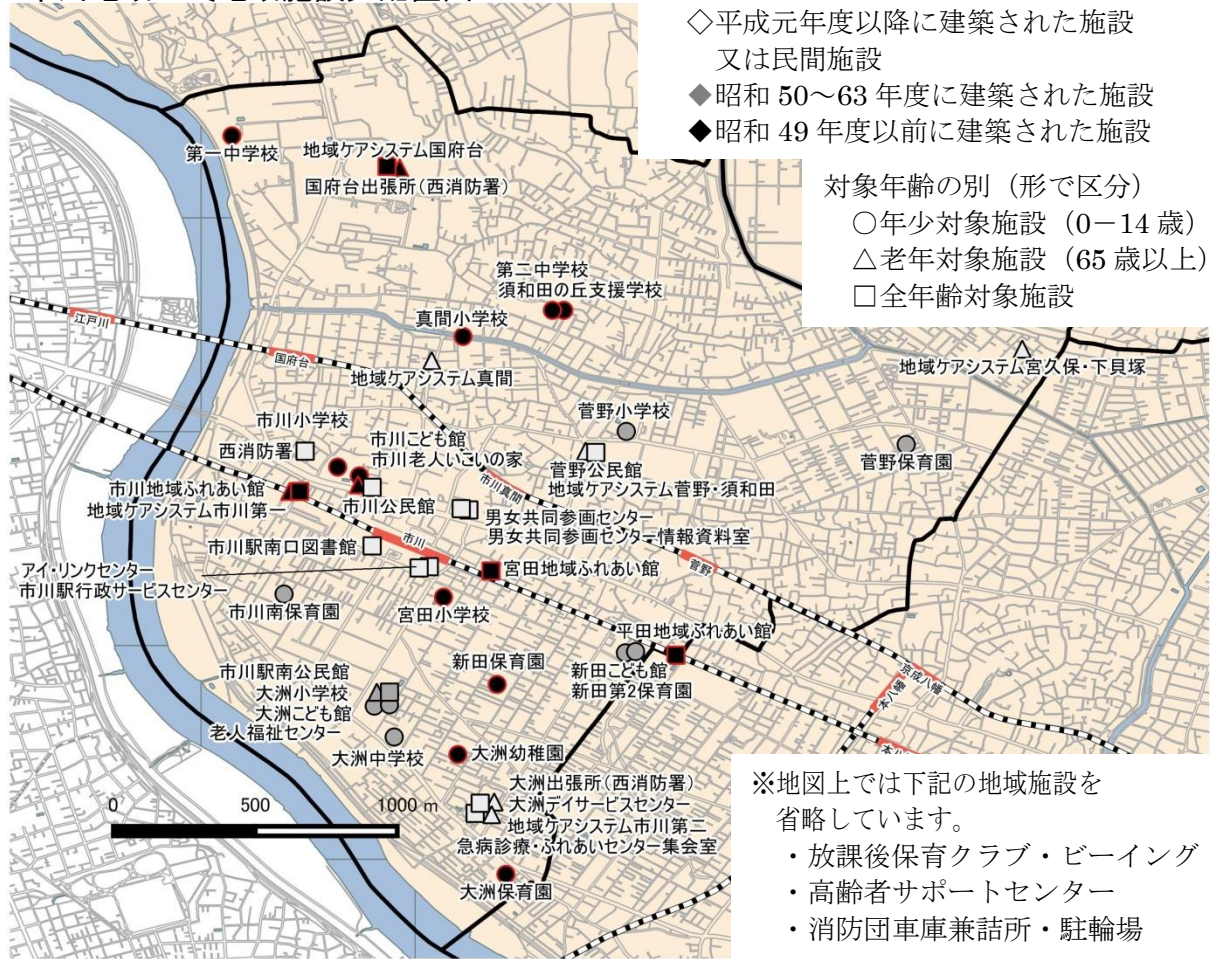 ◇平成元年度以降に建築された施設
又は民間施設
◆昭和 50～63 年度に建築された施設
◆昭和 49 年度以前に建築された施設
対象年齢の別（形で区分）
○年少対象施設（0－14 歳）
△老年対象施設（65 歳以上）
□全年齢対象施設
第一中学校
地域ケアシステム国府台
国府台出張所(西消防署)
第二中学校
須和田の丘支援学校
真間小学校
江戸川
国府台
地域ケアシステム真間
地域ケアシステム宮久保・下貝塚
市川小学校
西消防署
市川こども館
市川老人いこいの家
菅野小学校
菅野保育園
菅野公民館
地域ケアシステム菅野・須和田
市川真間
市川地域ふれあい館
地域ケアシステム市川第一
市川公民館
男女共同参画センター
男女共同参画センター情報資料室
市川
市川駅南口図書館
アイ・リンクセンター
市川駅行政サービスセンター
宮田地域ふれあい館
菅野
市川南保育園
宮田小学校
平田地域ふれあい館
新田保育園
新田こども館
新田第2保育園
京成八幡
本八幡
市川駅南公民館
大洲小学校
大洲こども館
老人福祉センター
大洲中学校
大洲幼稚園
大洲出張所(西消防署)
大洲デイサービスセンター
地域ケアシステム市川第二
急病診療・ふれあいセンター集会室
大洲保育園
0 500 1000 m
※地図上では下記の地域施設を
省略しています。
・放課後保育クラブ・ビーイング
・高齢者サポートセンター
・消防団車庫兼詰所・駐輪場